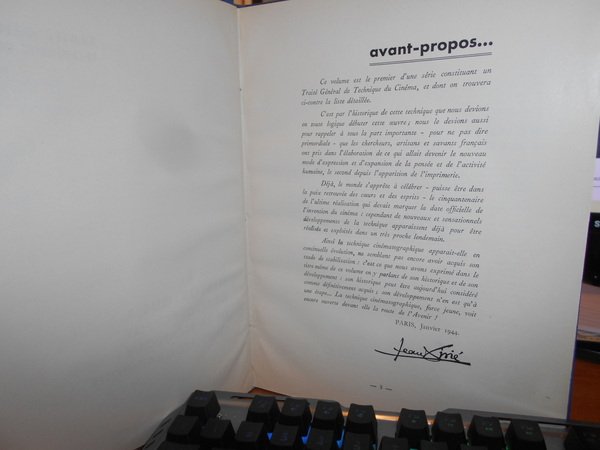 avant-propos...
Ce volume est le premier d'une série constituant un
Traité Général de Technique du Cinéma, et dont on trouvera
ci-contre la liste détaillée.
C'est par l'historique de cette technique que nous devions
en toute logique débuter cette œuvre ; nous le devions aussi
pour rappeler à tous la part importante - pour ne pas dire
primordiale - que les chercheurs, artisans et savants français
ont pris dans l'élaboration de ce qui allait devenir le nouveau
mode d'expression et d'expansion de la pensée et de l'activité
humaine, le second depuis l'apparition de l'imprimerie.
Déjà, le monde s'apprête à célébrer - puisse être dans
la paix retrouvée des cœurs et des esprits - le cinquantenaire
de l'ultime réalisation qui devait marquer la date officielle de
l'invention du cinéma : cependant de nouveaux et sensationnels
développements de la technique apparaissent déjà pour être
réalisés et exploités dans un très proche lendemain.
Ainsi la technique cinématographique apparait-elle en
continuelle évolution, ne semblant pas encore avoir acquis son
stade de stabilisation : c'est ce que nous avons exprimé dans le
titre même de ce volume en y parlant de son historique et de son
développement : son historique peut être aujourd'hui considéré
comme définitivement acquis ; son développement n'en est qu'à
une étape... La technique cinématographique, force jeune, voit
encore ouverte devant elle la route de l'Avenir !
PARIS, Janvier 1944.
— 3 —